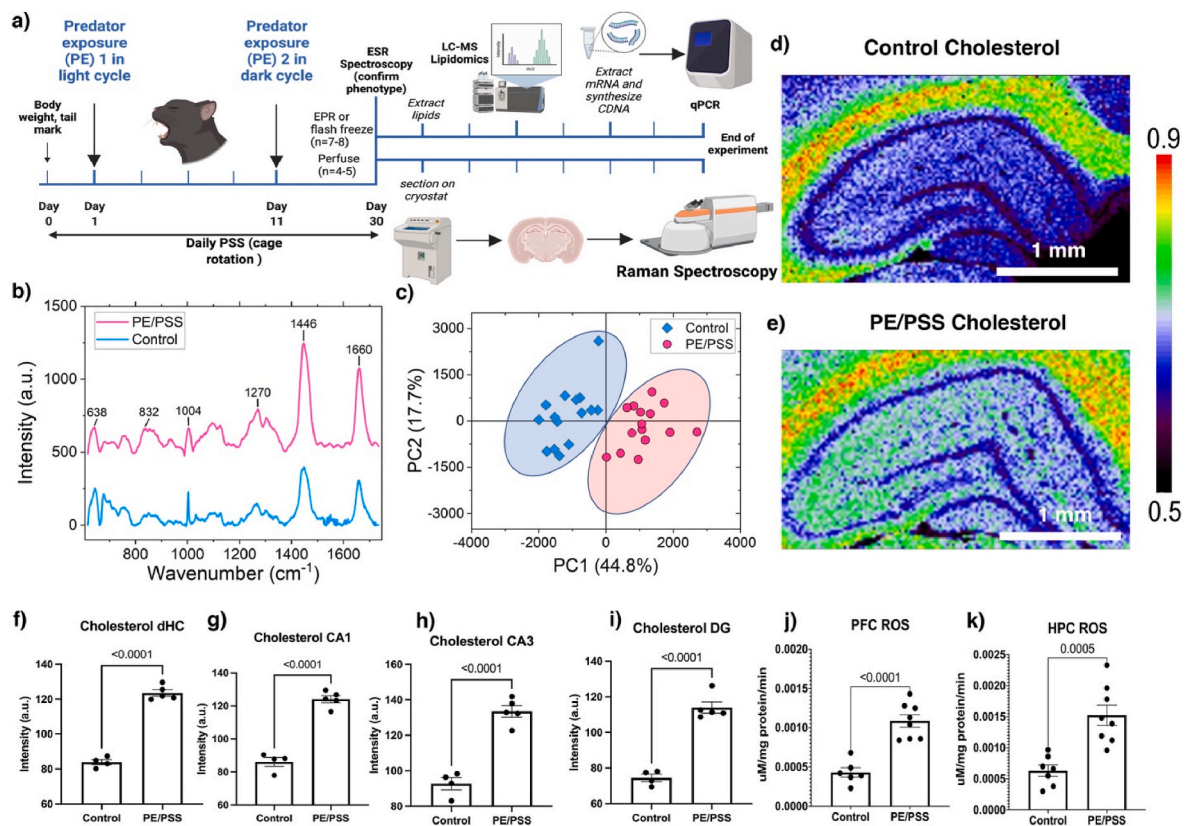 a)
Predator
exposure
(PE) 1 in
light cycle
Predator
exposure
(PE) 2 in
dark cycle
Body
weight, tail
mark
ESR
Spectroscopy
(confirm
phenotype)
EPR or
flash freeze
(n=7-8)
Perfuse
(n=4-5)
LC-MS
Lipidomics
Intensity
m/z
Extract
lipids
Extract
mRNA and
synthesize
CDNA
qPCR
End of
experiment
Day
0
Day
1
Day
11
Day
30
Daily PSS (cage
rotation )
section on
cryostat
Raman Spectroscopy
b)
1500
1000
500
0
Intensity (a.u.)
PE/PSS
Control
638
832
1004
1270
1446
1660
800
1000
1200
1400
1600
Wavenumber (cm⁻¹)
c)
3000
1500
0
-1500
-3000
PC2 (17.7%)
Control
PE/PSS
-4000
-2000
0
2000
4000
PC1 (44.8%)
d)
Control Cholesterol
1 mm
e)
PE/PSS Cholesterol
1 mm
0.9
0.5
f)
Cholesterol dHC
<0.0001
140
120
100
80
60
Intensity (a.u.)
Control
PE/PSS
g)
Cholesterol CA1
<0.0001
140
120
100
80
60
Intensity (a.u.)
Control
PE/PSS
h)
Cholesterol CA3
<0.0001
160
140
120
100
80
Intensity (a.u.)
Control
PE/PSS
i)
Cholesterol DG
<0.0001
140
120
100
80
60
Intensity (a.u.)
Control
PE/PSS
j)
PFC ROS
<0.0001
0.0020
0.0015
0.0010
0.0005
0.0000
uM/mg protein/min
Control
PE/PSS
k)
HPC ROS
0.0005
0.0025
0.0020
0.0015
0.0010
0.0005
0.0000
uM/mg protein/min
Control
PE/PSS